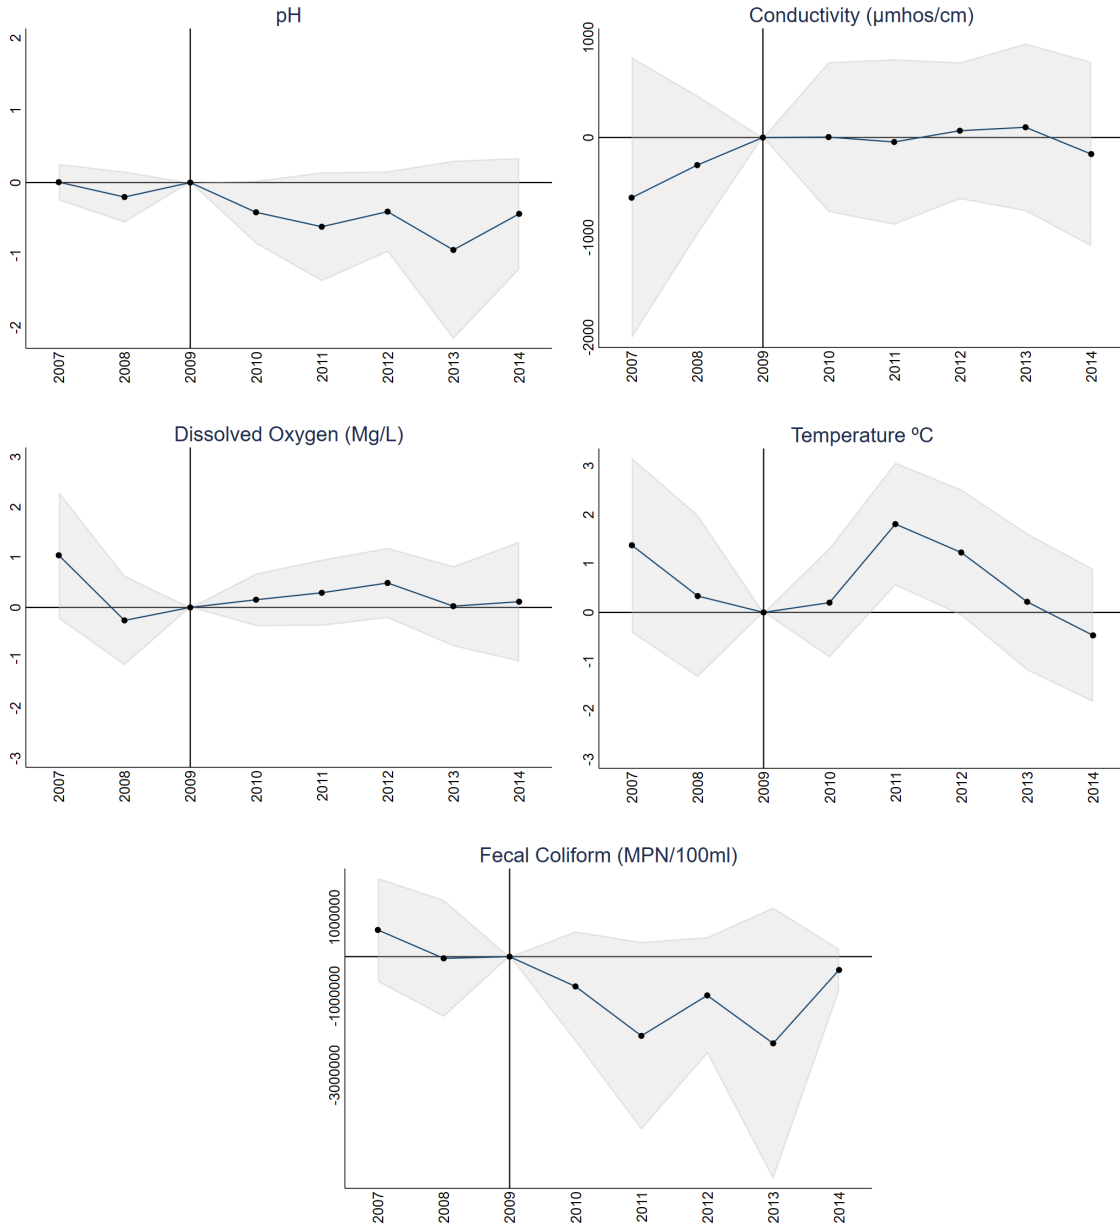 pH
2
1
0
-1
-2
2007 2008 2009 2010 2011 2012 2013 2014
Conductivity (µmhos/cm)
1000
0
-1000
-2000
2007 2008 2009 2010 2011 2012 2013 2014
Dissolved Oxygen (Mg/L)
3
2
1
0
-1
-2
-3
2007 2008 2009 2010 2011 2012 2013 2014
Temperature ºC
3
2
1
0
-1
-2
-3
2007 2008 2009 2010 2011 2012 2013 2014
Fecal Coliform (MPN/100ml)
1000000
-1000000
-3000000
2007 2008 2009 2010 2011 2012 2013 2014